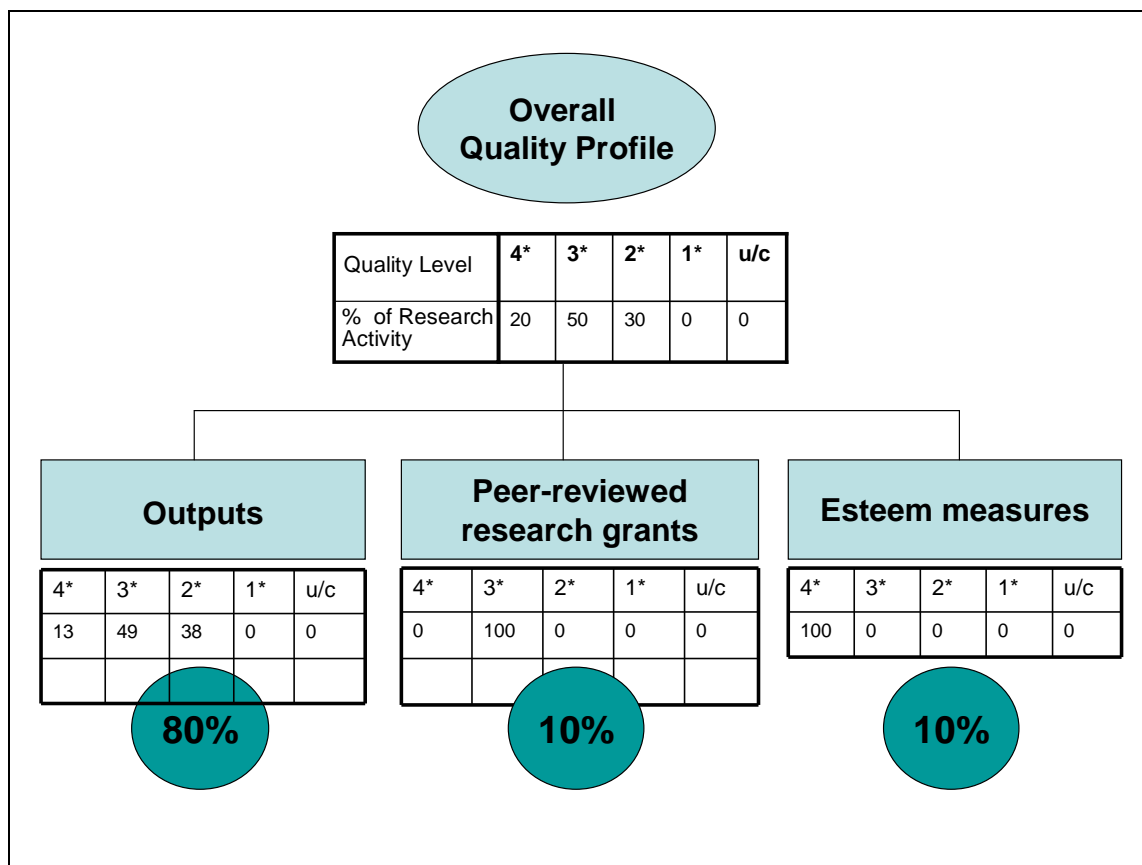 Overall
Quality Profile
Quality Level 4* 3* 2* 1* u/c
% of Research
Activity 20 50 30 0 0
Outputs
4* 3* 2* 1* u/c
13 49 38 0 0
80%
Peer-reviewed
research grants
4* 3* 2* 1* u/c
0 100 0 0 0
10%
Esteem measures
4* 3* 2* 1* u/c
100 0 0 0 0
10%